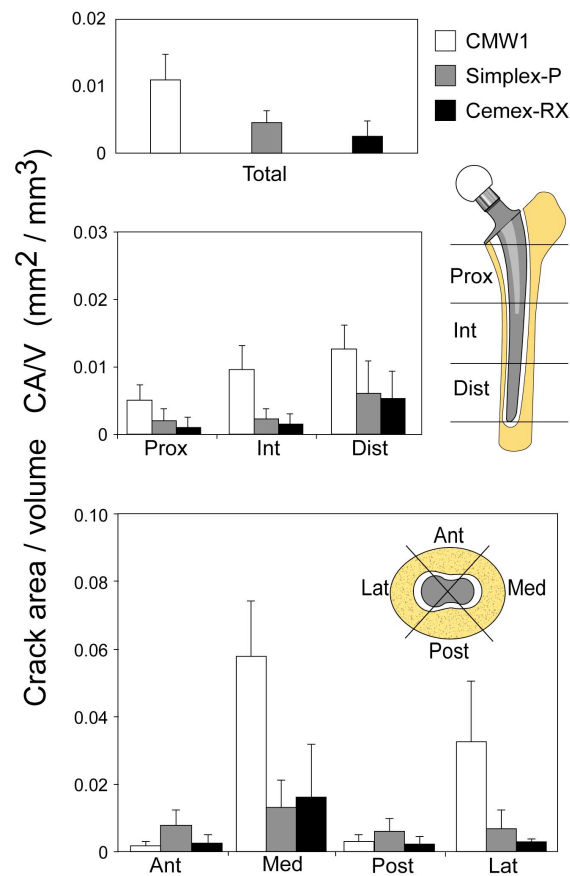 Crack area / volume CA/V (mm² / mm³)
CMW1
Simplex-P
Cemex-RX
0.02
0.01
0
Total
0.03
0.02
0.01
0
Prox Int Dist
Prox
Int
Dist
0.10
0.08
0.06
0.04
0.02
0
Ant Med Post Lat
Ant
Lat Med
Post